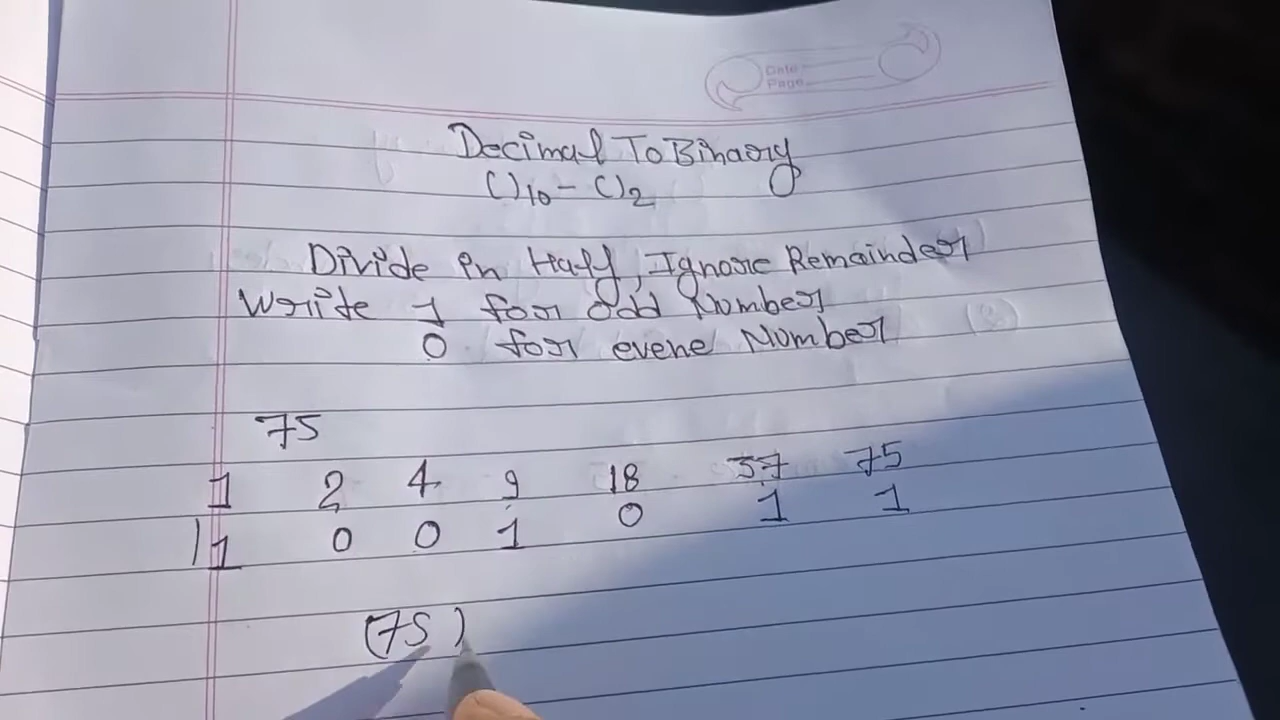 Date
Page
Decimal To Binary
()10 - ()2
Divide in Half, Ignore Remainder
Write 1 for odd Number
0 for evene Number
75
1 2 4 9 18 37 75
1 0 0 1 0 1 1
(75)